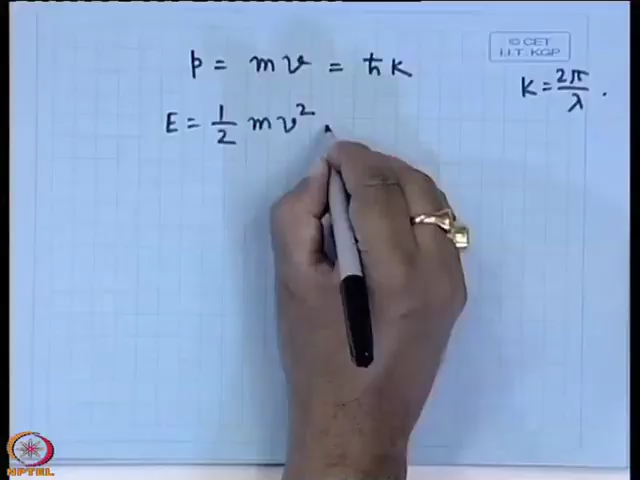 © CET
I.I.T. KGP
p = mv = ħk
k = 2π/λ .
E = 1/2 mv²
NPTEL